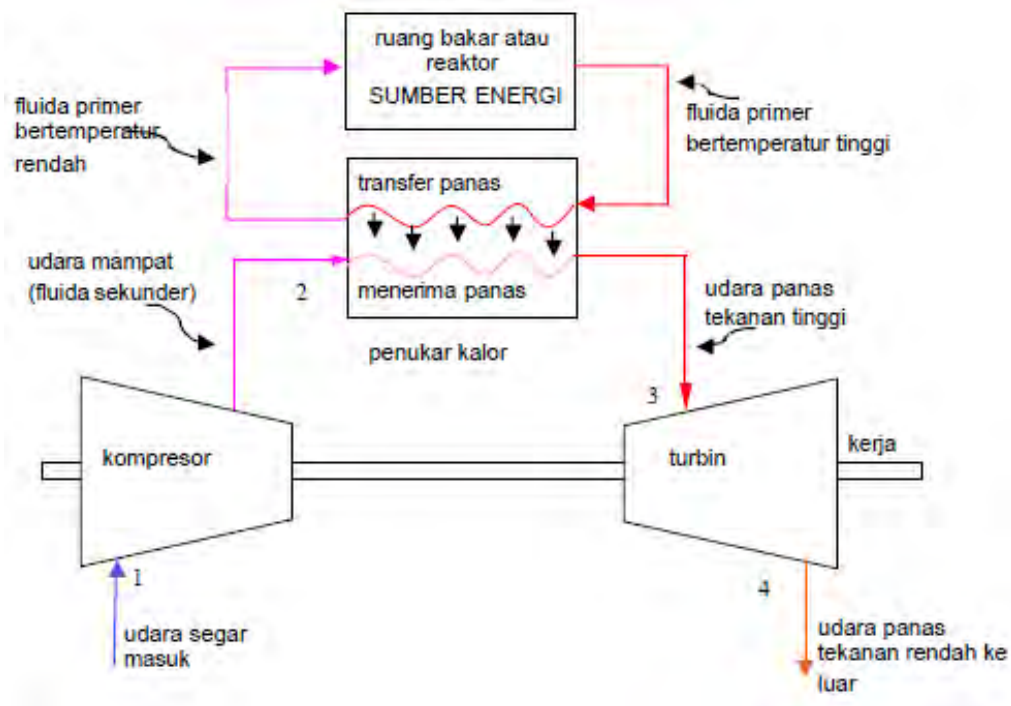 ruang bakar atau
reaktor
SUMBER ENERGI
fluida primer
bertemperatur
rendah
fluida primer
bertemperatur tinggi
transfer panas
menerima panas
udara mampat
(fluida sekunder)
2
udara panas
tekanan tinggi
penukar kalor
3
kompresor
turbin
kerja
1
4
udara segar
masuk
udara panas
tekanan rendah ke
luar